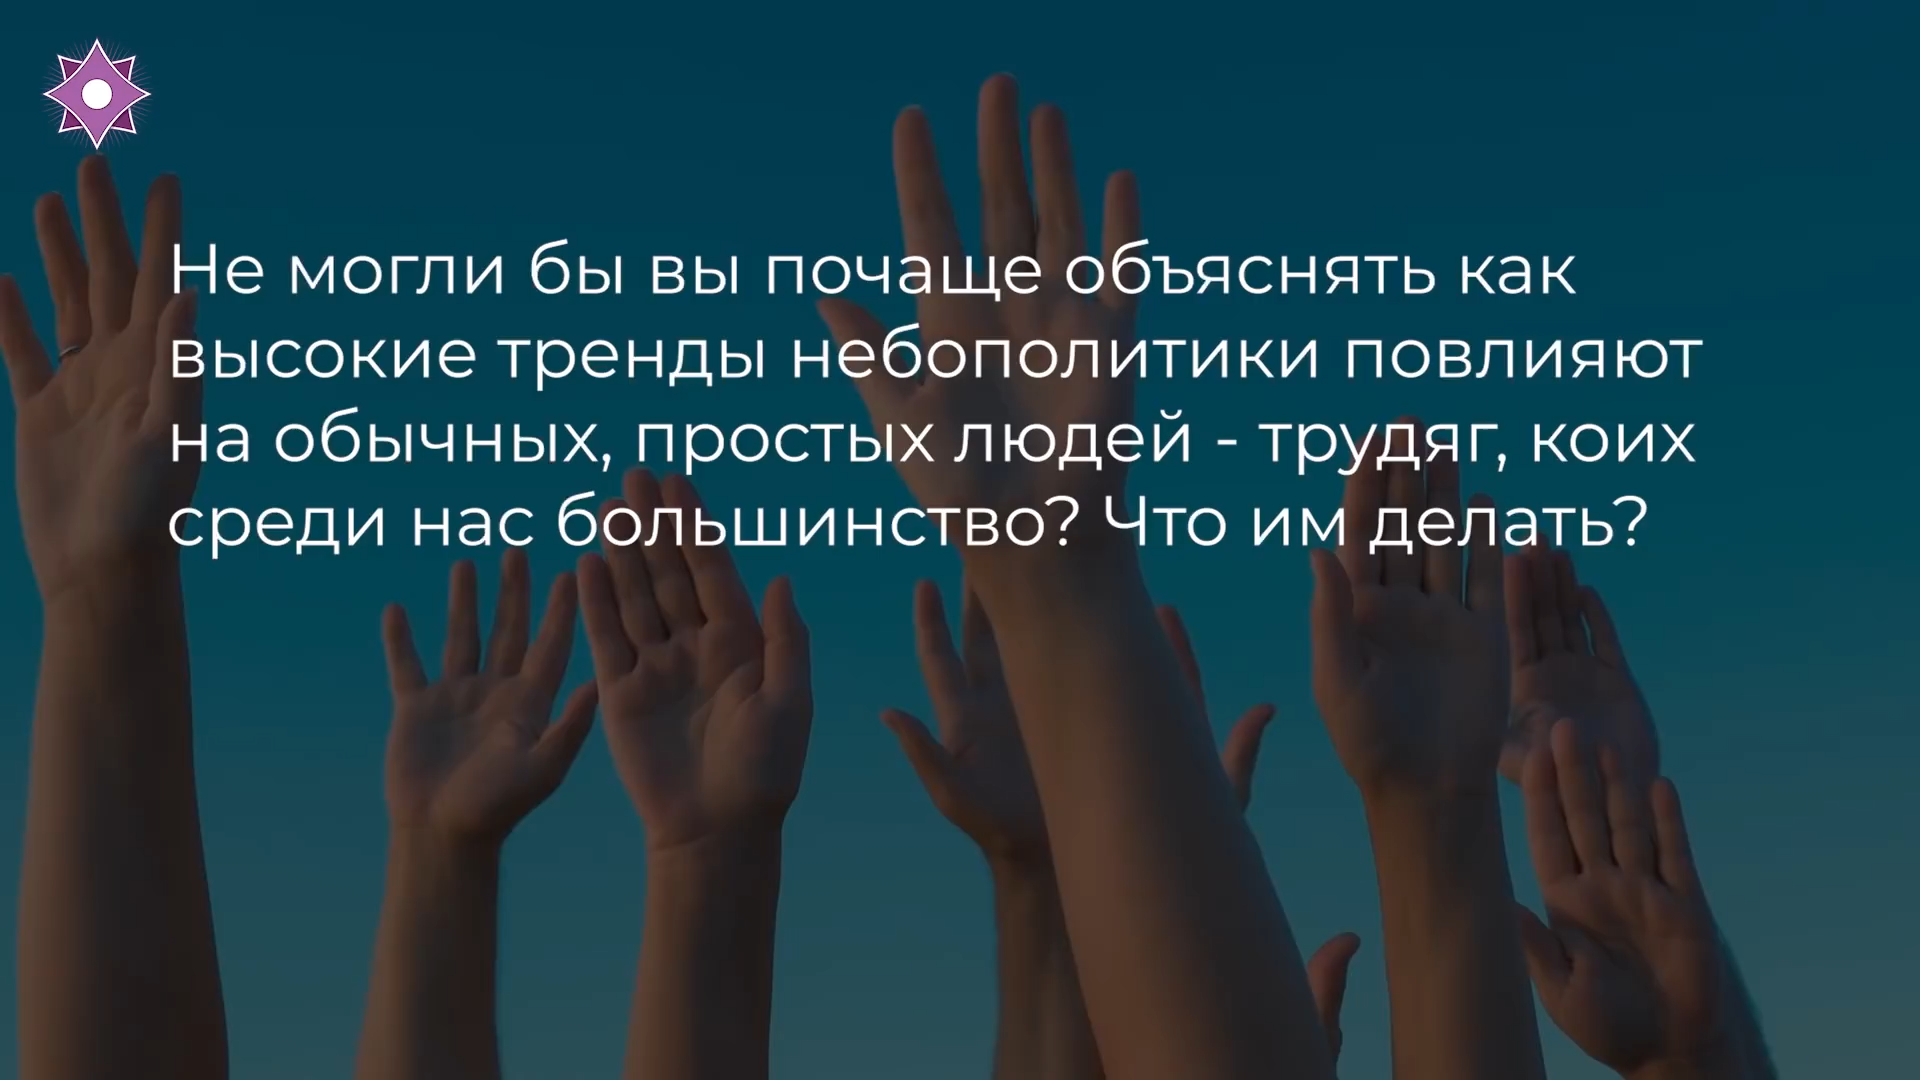 Не могли бы вы почаще объяснять как
высокие тренды небополитики повлияют
на обычных, простых людей - трудяг, коих
среди нас большинство? Что им делать?